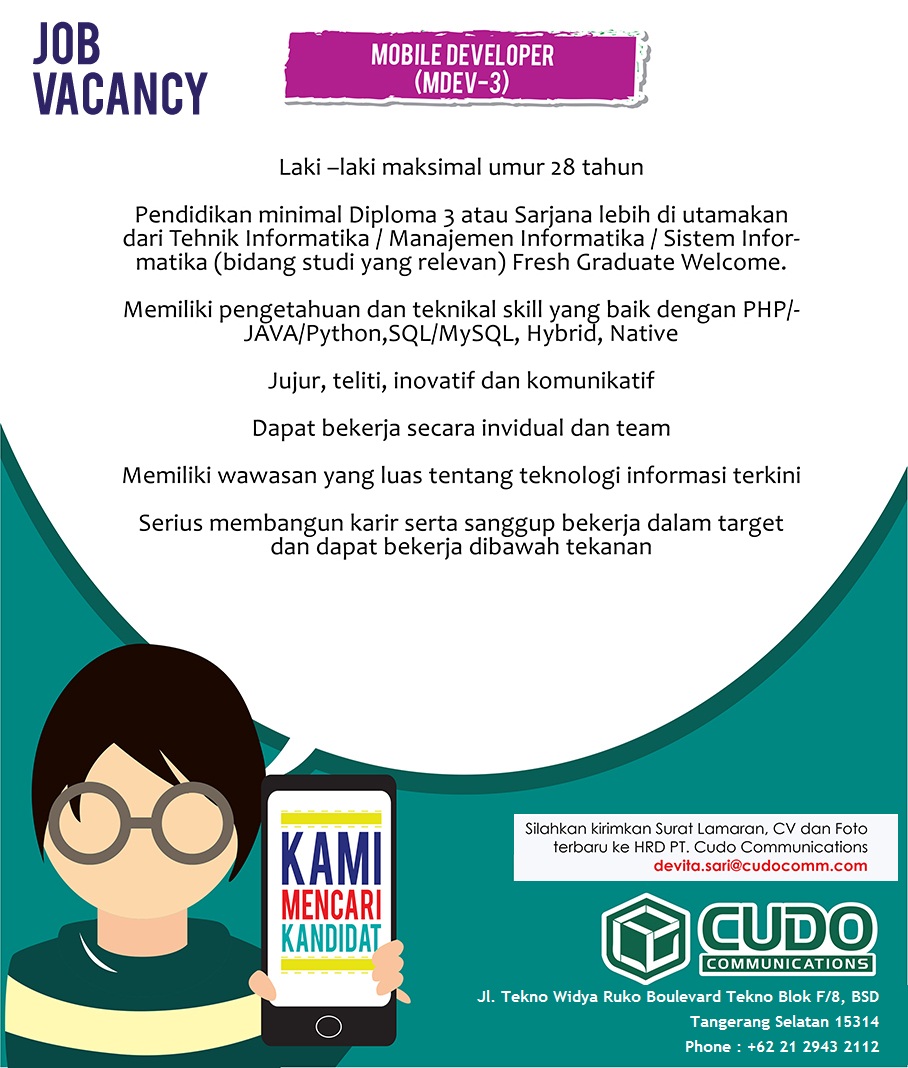 JOB
VACANCY
MOBILE DEVELOPER
(MDEV-3)
Laki –laki maksimal umur 28 tahun
Pendidikan minimal Diploma 3 atau Sarjana lebih di utamakan
dari Tehnik Informatika / Manajemen Informatika / Sistem Infor-
matika (bidang studi yang relevan) Fresh Graduate Welcome.
Memiliki pengetahuan dan teknikal skill yang baik dengan PHP/-
JAVA/Python,SQL/MySQL, Hybrid, Native
Jujur, teliti, inovatif dan komunikatif
Dapat bekerja secara invidual dan team
Memiliki wawasan yang luas tentang teknologi informasi terkini
Serius membangun karir serta sanggup bekerja dalam target
dan dapat bekerja dibawah tekanan
KAMI
MENCARI
KANDIDAT
Silahkan kirimkan Surat Lamaran, CV dan Foto
terbaru ke HRD PT. Cudo Communications
devita.sari@cudocomm.com
CUDO
COMMUNICATIONS
Jl. Tekno Widya Ruko Boulevard Tekno Blok F/8, BSD
Tangerang Selatan 15314
Phone : +62 21 2943 2112